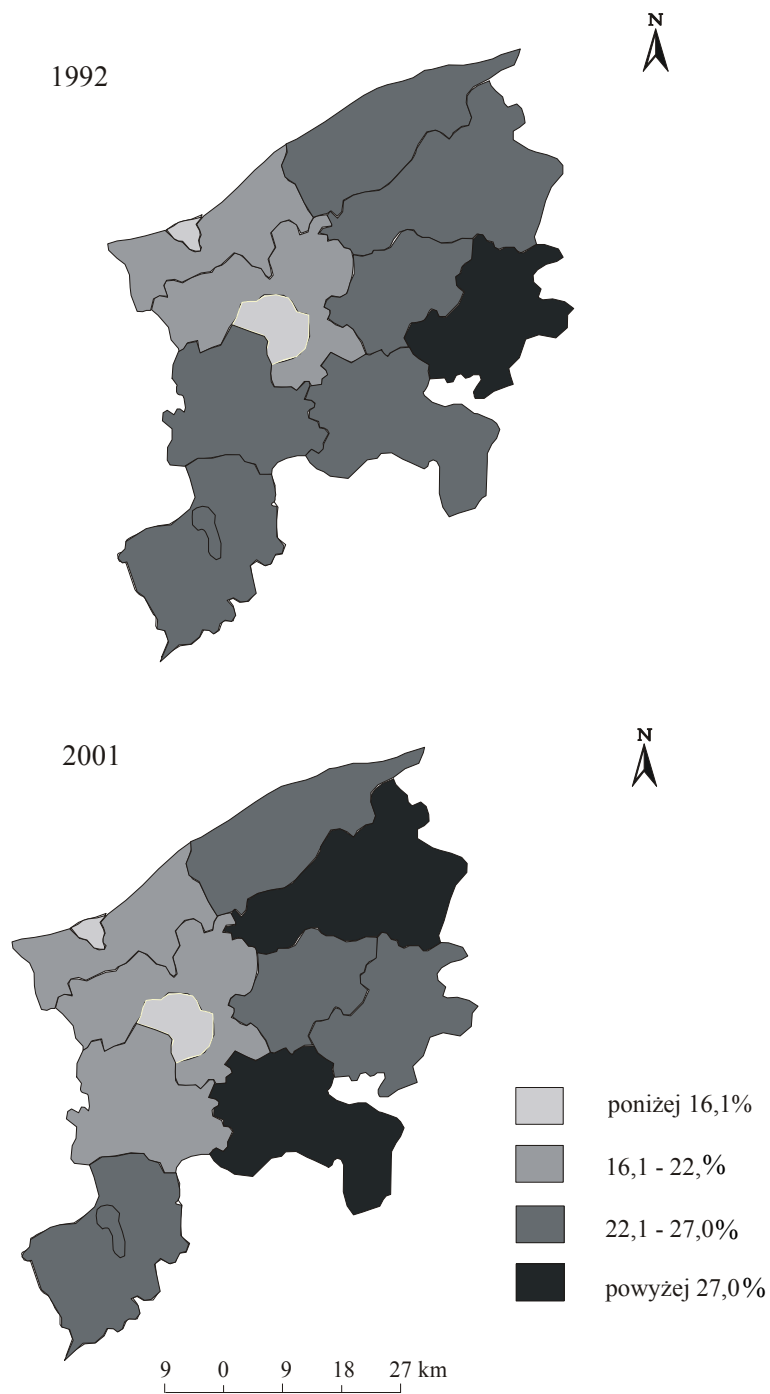 N
1992
N
2001
poniżej 16,1%
16,1 - 22,%
22,1 - 27,0%
powyżej 27,0%
9 0 9 18 27 km